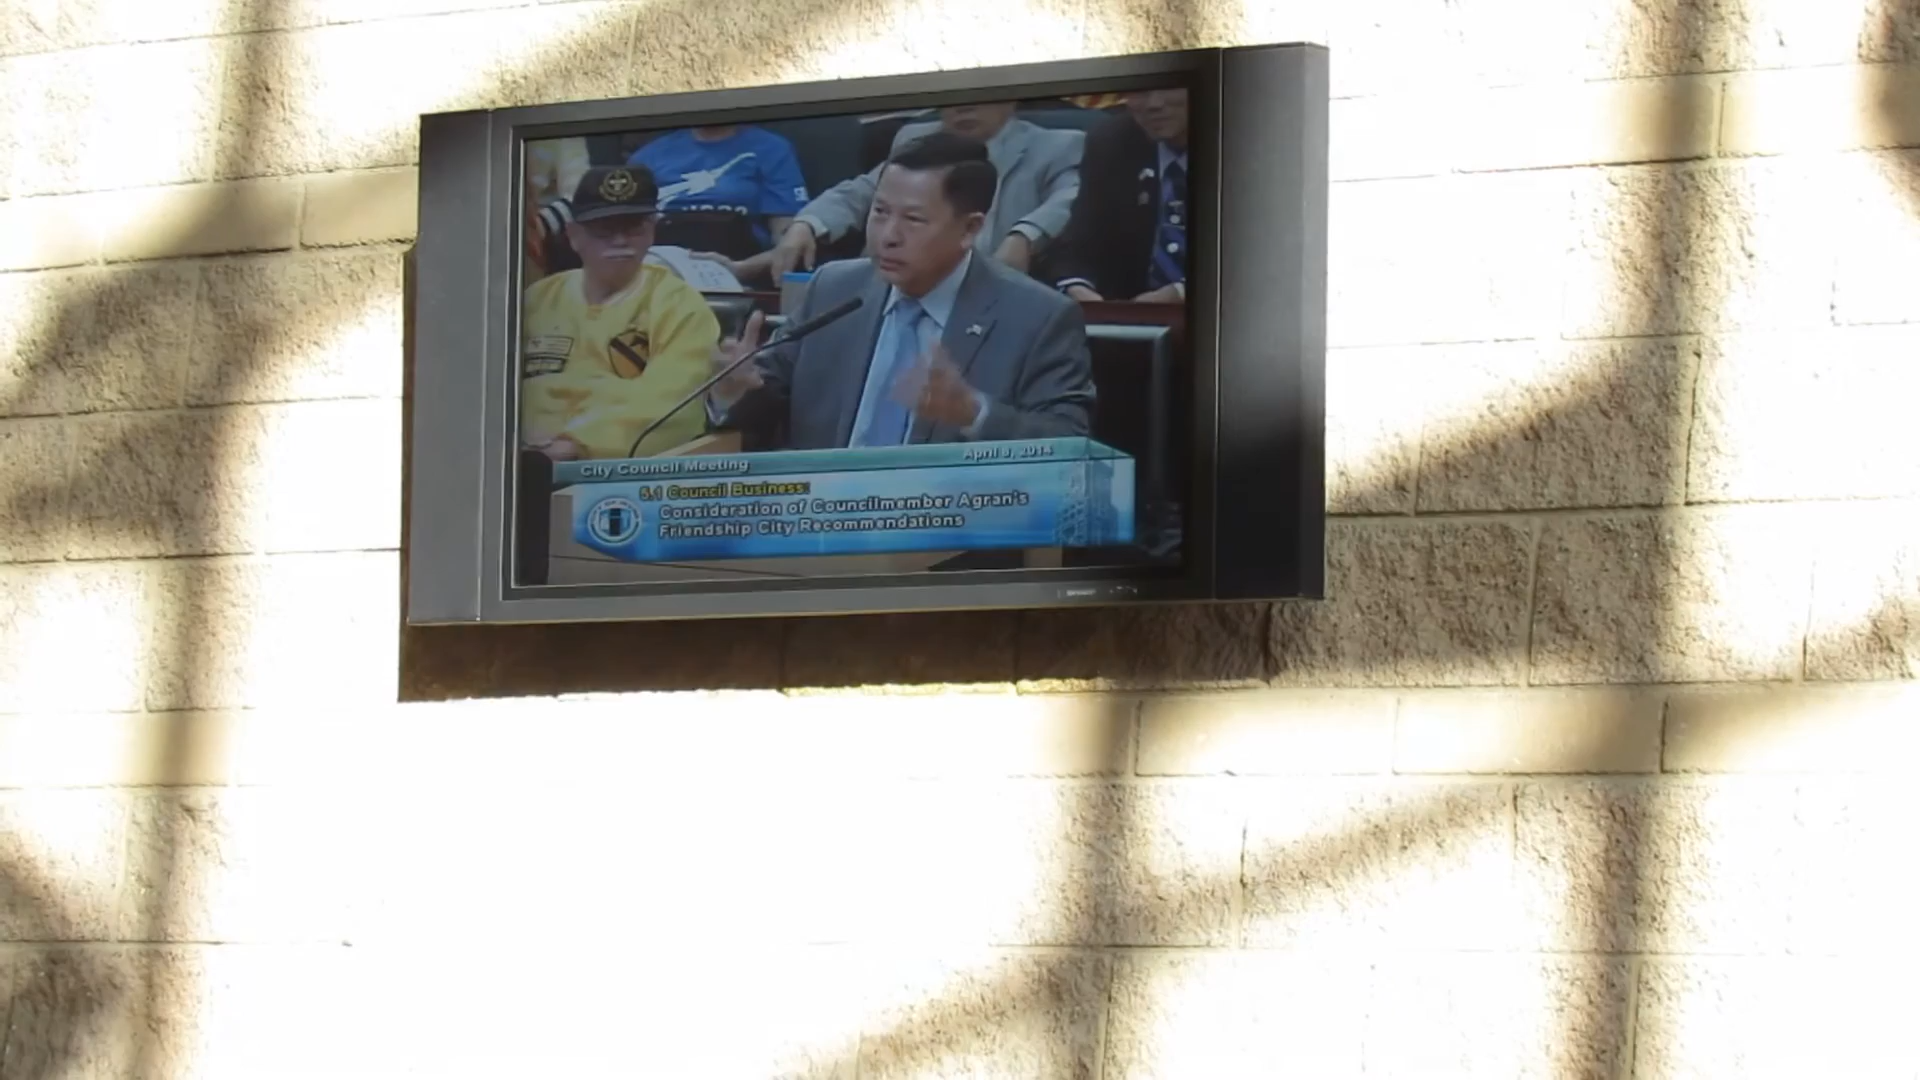 City Council Meeting
April 8, 2014
5.1 Council Business:
Consideration of Councilmember Agran's
Friendship City Recommendations